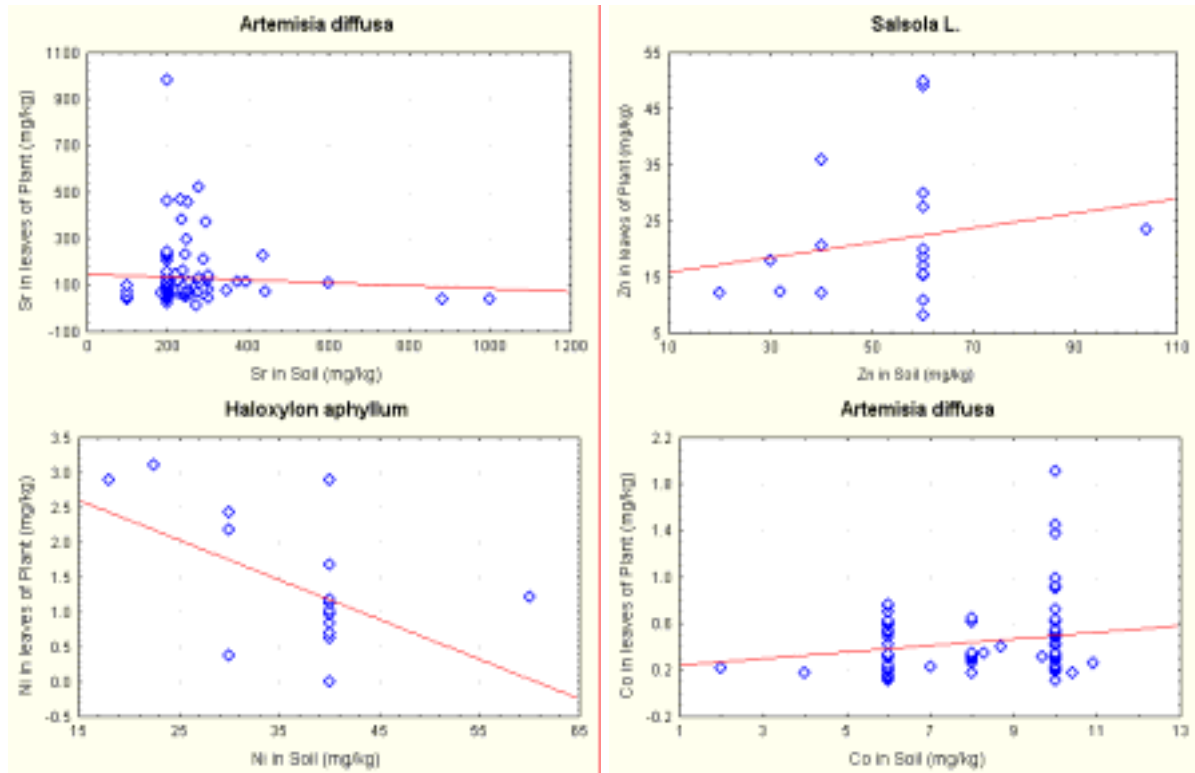 Artemisia diffusa
1100
900
700
500
300
100
-100
Sr in leaves of Plant (mg/kg)
0 200 400 600 800 1000 1200
Sr in Soil (mg/kg)
Salsola L.
55
45
35
25
15
5
Zn in leaves of Plant (mg/kg)
10 30 50 70 90 110
Zn in Soil (mg/kg)
Haloxylon aphyllum
3.5
3.0
2.5
2.0
1.5
1.0
0.5
0.0
-0.5
Ni in leaves of Plant (mg/kg)
15 25 35 45 55 65
Ni in Soil (mg/kg)
Artemisia diffusa
2.2
1.8
1.4
1.0
0.6
0.2
-0.2
Co in leaves of Plant (mg/kg)
1 3 5 7 9 11 13
Co in Soil (mg/kg)